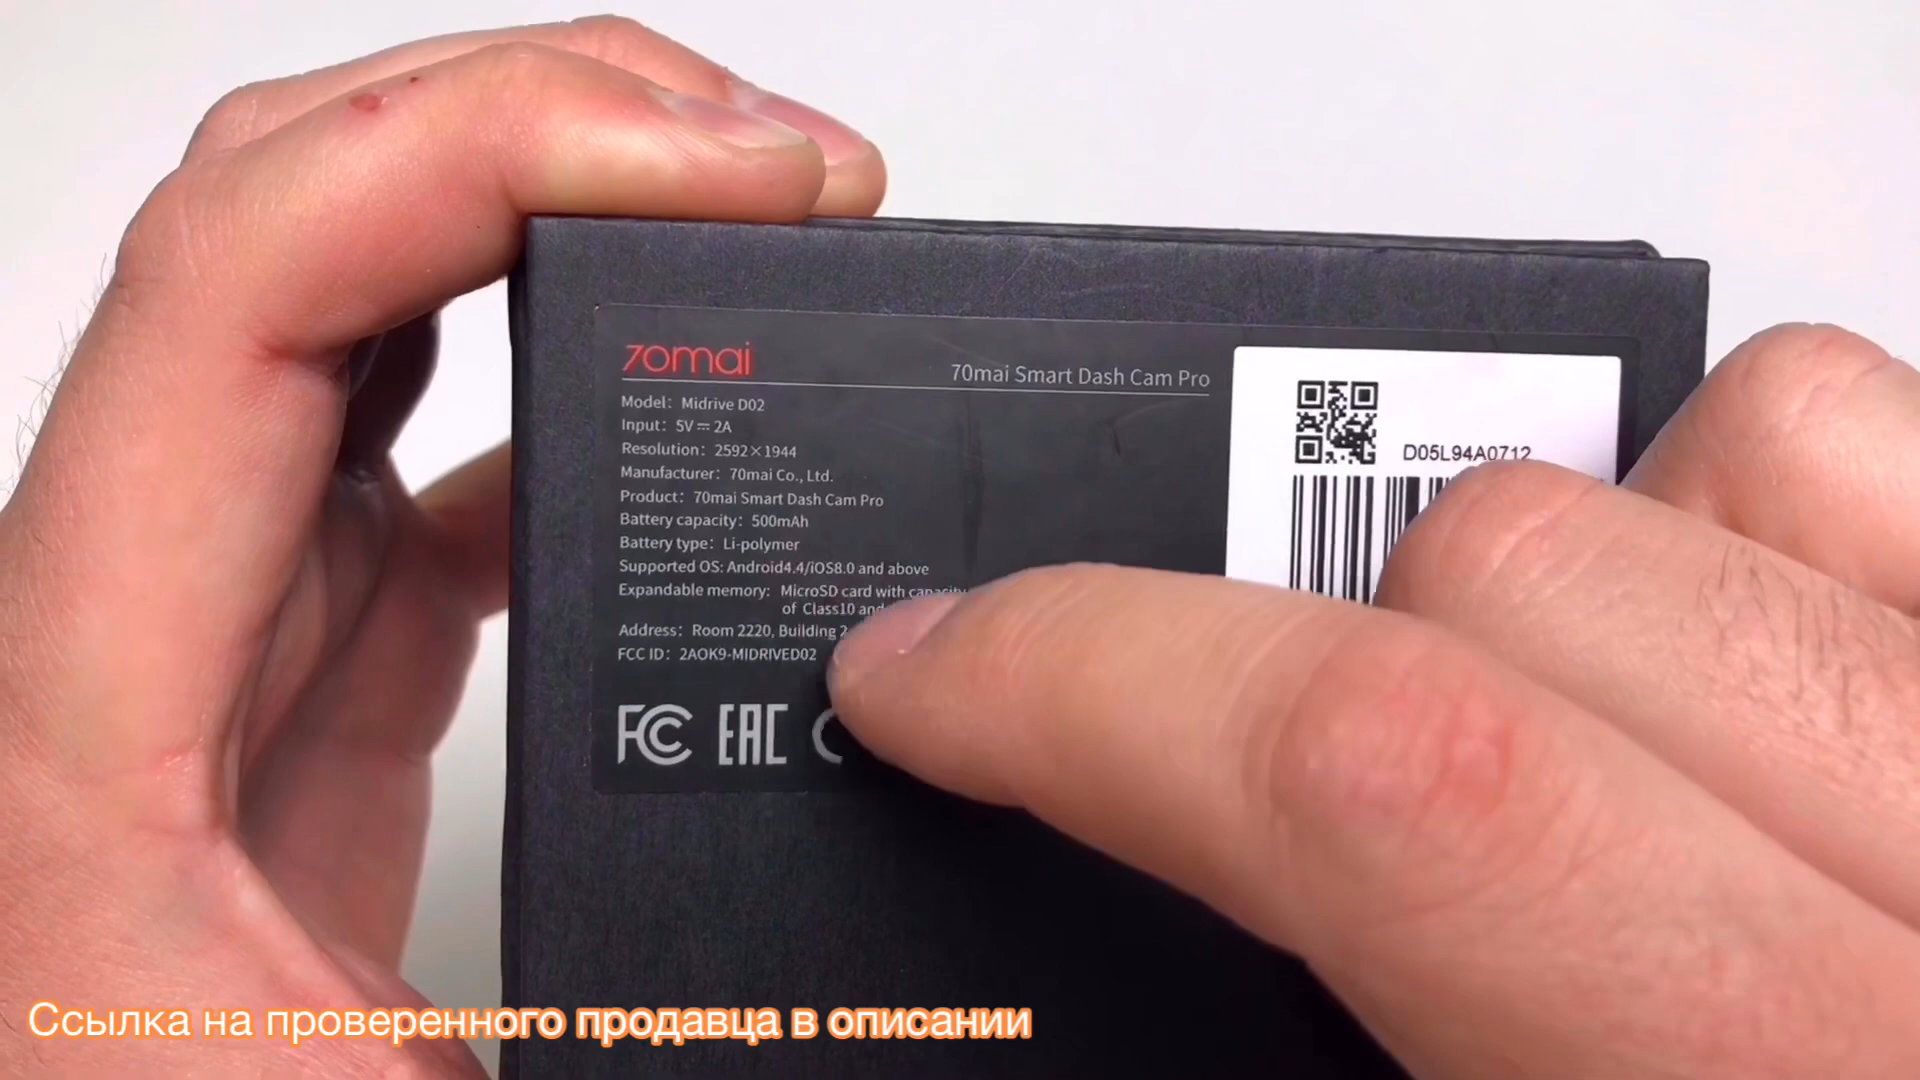 70mai
70mai Smart Dash Cam Pro
Model: Midrive D02
Input: 5V⎓2A
Resolution: 2592×1944
Manufacturer: 70mai Co., Ltd.
Product: 70mai Smart Dash Cam Pro
Battery capacity: 500mAh
Battery type: Li-polymer
Supported OS: Android4.4/iOS8.0 and above
Expandable memory: MicroSD card with capacity
of Class10 and
Address: Room 2220, Building 2
FCC ID: 2AOK9-MIDRIVED02
FC EAC
D05L94A0712
Ссылка на проверенного продавца в описании